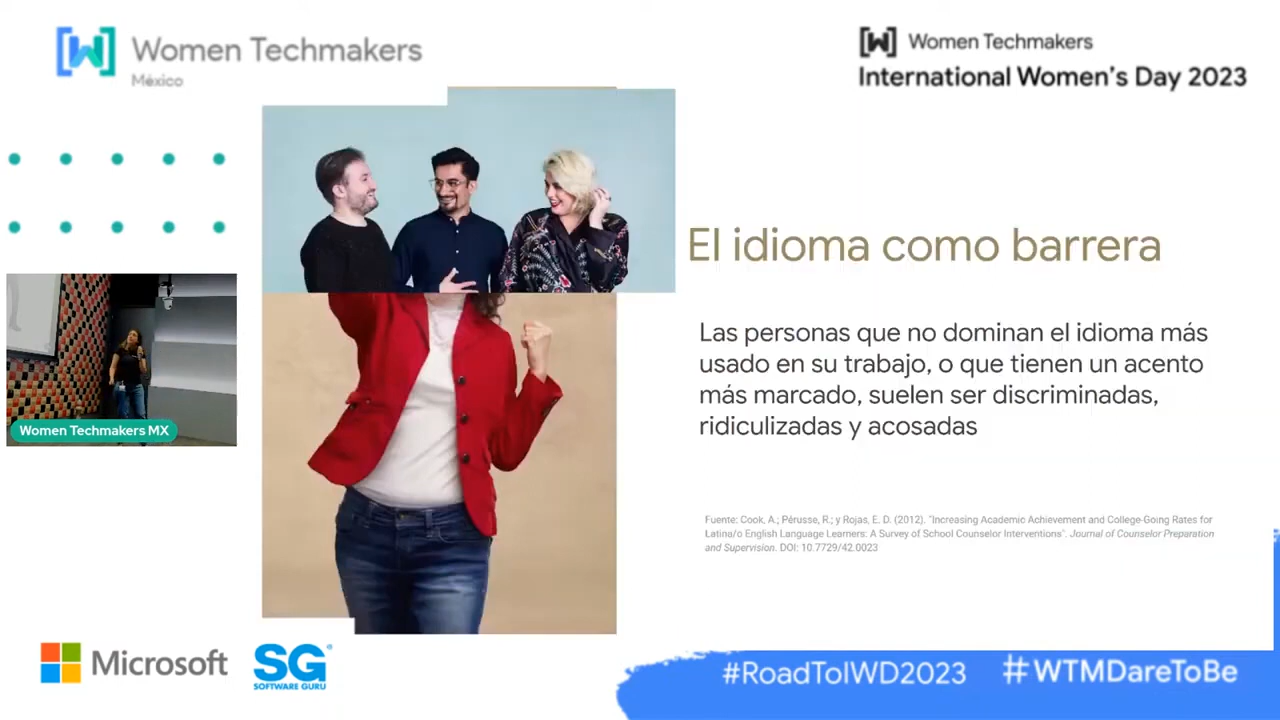 Women Techmakers
México
Women Techmakers
International Women's Day 2023
El idioma como barrera
Las personas que no dominan el idioma más
usado en su trabajo, o que tienen un acento
más marcado, suelen ser discriminadas,
ridiculizadas y acosadas
Fuente: Cook, A.; Pérusse, R.; y Rojas, E. D. (2012). "Increasing Academic Achievement and College-Going Rates for
Latina/o English Language Learners: A Survey of School Counselor Interventions". Journal of Counselor Preparation
and Supervision. DOI: 10.7729/42.0023
Women Techmakers MX
Microsoft
SG
SOFTWARE GURU
#RoadToIWD2023
#WTMDareToBe